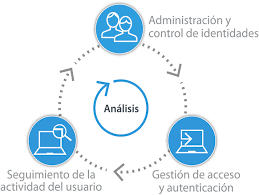 Administración y
control de identidades
Análisis
Seguimiento de la
actividad del usuario
Gestión de acceso
y autenticación